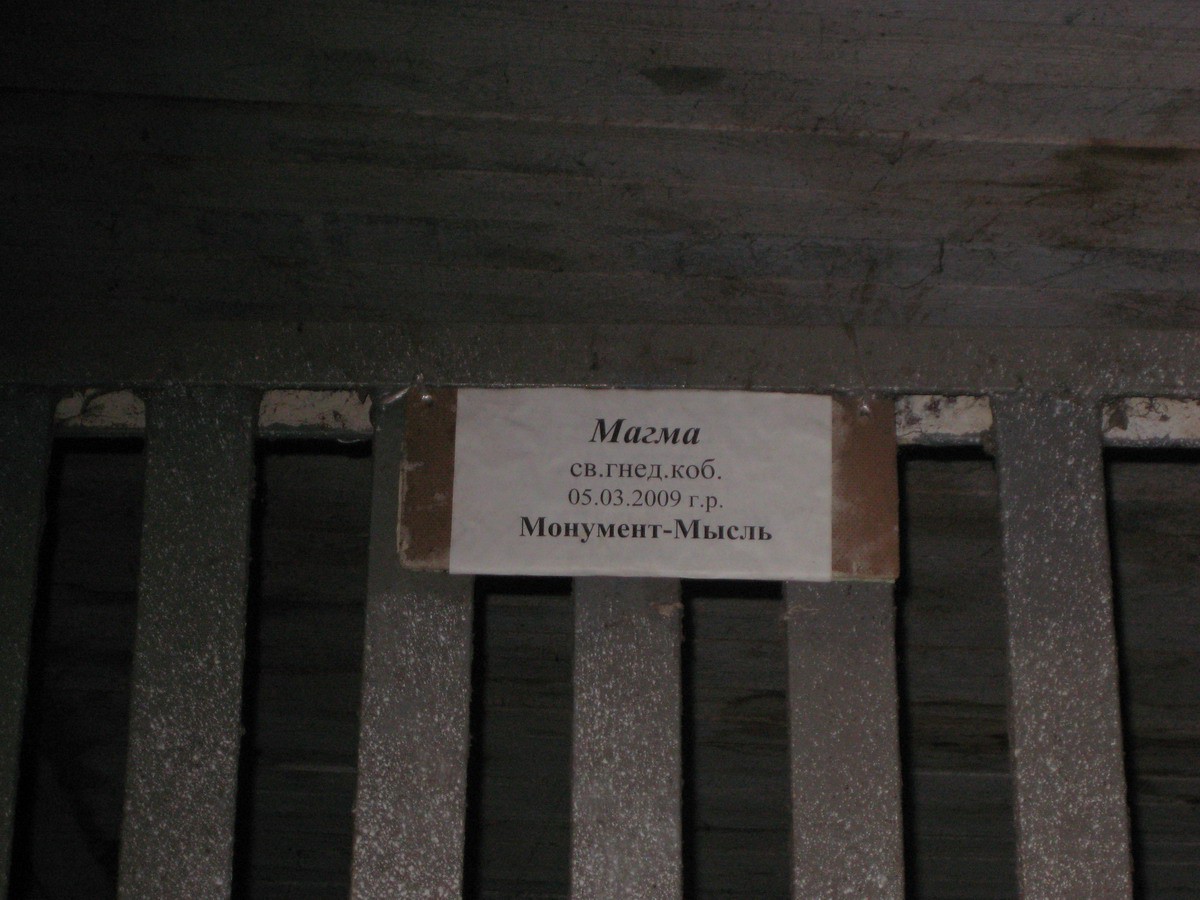 Магма
св.гнед.коб.
05.03.2009 г.р.
Монумент-Мысль